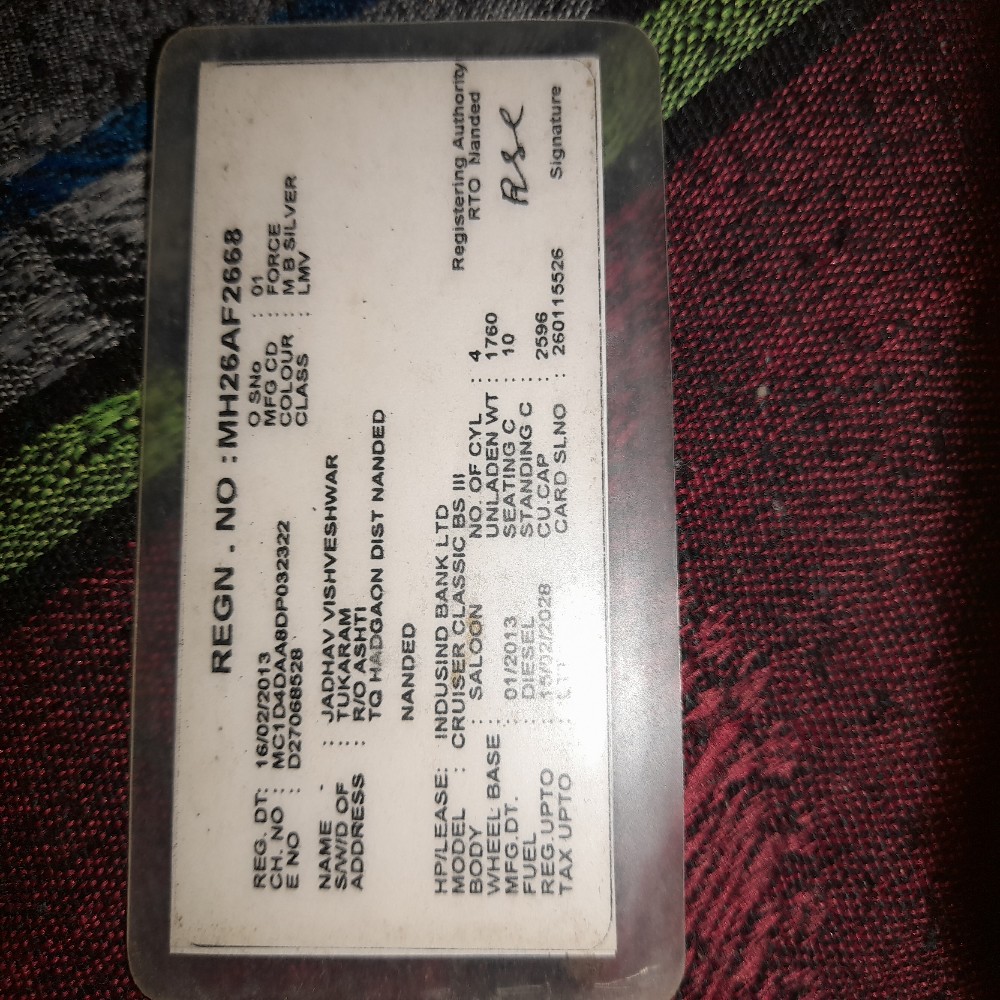 REGN . NO : MH26AF2668
REG. DT: 16/02/2013 O SNo : 01
CH. NO : MC1D4DAA8DP032322 MFG CD : FORCE
E NO : D27068528 COLOUR : M B SILVER
CLASS : LMV
NAME : JADHAV VISHVESHWAR
S/W/D OF : TUKARAM
ADDRESS : R/O ASHTI
TQ HADGAON DIST NANDED
NANDED
HP/LEASE: INDUSIND BANK LTD
MODEL : CRUISER CLASSIC BS III
BODY : SALOON NO. OF CYL : 4
WHEEL BASE : UNLADEN WT : 1760
MFG.DT. : 01/2013 SEATING C : 10
FUEL : DIESEL STANDING C :
REG.UPTO : 15/02/2028 CU.CAP : 2596
TAX UPTO : LTT CARD SL.NO : 260115526
Registering Authority
RTO Nanded
Signature